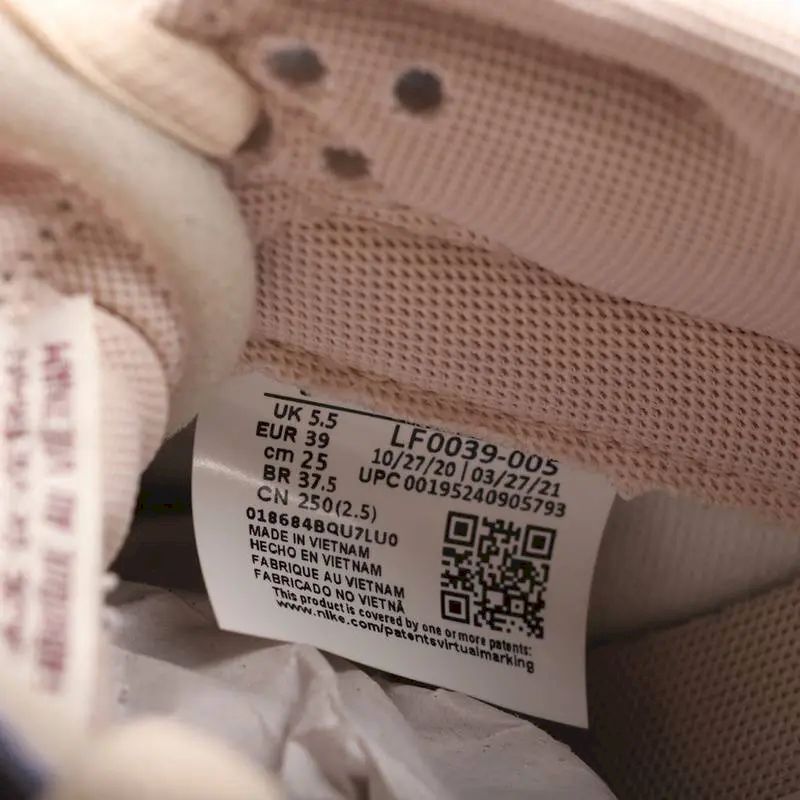 UK 5.5
EUR 39
cm 25
BR 37.5
CN 250(2.5)
LF0039-005
10/27/20 | 03/27/21
UPC 00195240905793
018684BQU7LU0
MADE IN VIETNAM
HECHO EN VIETNAM
FABRIQUE AU VIETNAM
FABRICADO NO VIETNÃ
This product is covered by one or more patents:
www.nike.com/patentsvirtualmarking